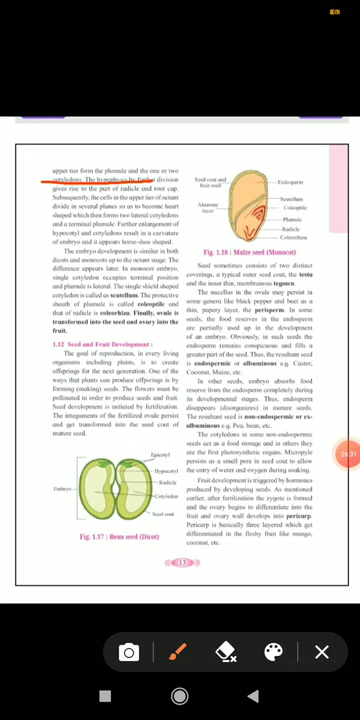 upper tier form the plumule and the one or two
cotyledons. The hypophysis by further division
gives rise to the part of radicle and root cap.
Subsequently, the cells in the upper tier of octant
divide in several planes so as to become heart
shaped which then forms two lateral cotyledons
and a terminal plumule. Further enlargement of
hypocotyl and cotyledons result in a curvature
of embryo and it appears horse-shoe shaped.
The embryo development is similar in both
dicots and monocots up to the octant stage. The
difference appears later. In monocot embryo,
single cotyledon occupies terminal position
and plumule is lateral. The single shield shaped
cotyledon is called as scutellum. The protective
sheath of plumule is called coleoptile and
that of radicle is coleorhiza. Finally, ovule is
transformed into the seed and ovary into the
fruit.
1.12 Seed and Fruit Development :
The goal of reproduction, in every living
organisms including plants, is to create
offsprings for the next generation. One of
the ways that plants can produce offsprings is by
forming (making) seeds. The flowers must be
pollinated in order to produce seeds and fruit.
Seed development is initiated by fertilization.
The integuments of the fertilized ovule persist
and get transformed into the seed coat of
mature seed.
Epicotyl
Hypocotyl
Radicle
Embryo
Cotyledon
Seed coat
Fig. 1.17 : Bean seed (Dicot)
Seed coat and
fruit-wall
Endosperm
Aleurone
layer
Scutellum
Coleoptile
Plumule
Radicle
Coleorhiza
Fig. 1.18 : Maize seed (Monocot)
Seed sometimes consists of two distinct
coverings, a typical outer seed coat, the testa
and the inner thin, membranous tegmen.
The nucellus in the ovule may persist in
some genera like black pepper and beet as a
thin, papery layer, the perisperm. In some
seeds, the food reserves in the endosperm
are partially used up in the development
of an embryo. Obviously, in such seeds the
endosperm remains conspicuous and fills a
greater part of the seed. Thus, the resultant seed
is endospermic or albuminous e.g. Castor,
Coconut, Maize, etc.
In other seeds, embryo absorbs food
reserve from the endosperm completely during
its developmental stages. Thus, endosperm
disappears (disorganizes) in mature seeds.
The resultant seed is non-endospermic or ex-
albuminous e.g. Pea, bean, etc.
The cotyledons in some non-endospermic
seeds act as a food storage and in others they
are the first photosynthetic organs. Micropyle
persists as a small pore in seed coat to allow
the entry of water and oxygen during soaking.
Fruit development is triggered by hormones
produced by developing seeds. As mentioned
earlier, after fertilization the zygote is formed
and the ovary begins to differentiate into the
fruit and ovary wall develops into pericarp.
Pericarp is basically three layered which get
differentiated in the fleshy fruit like mango,
coconut, etc.
13